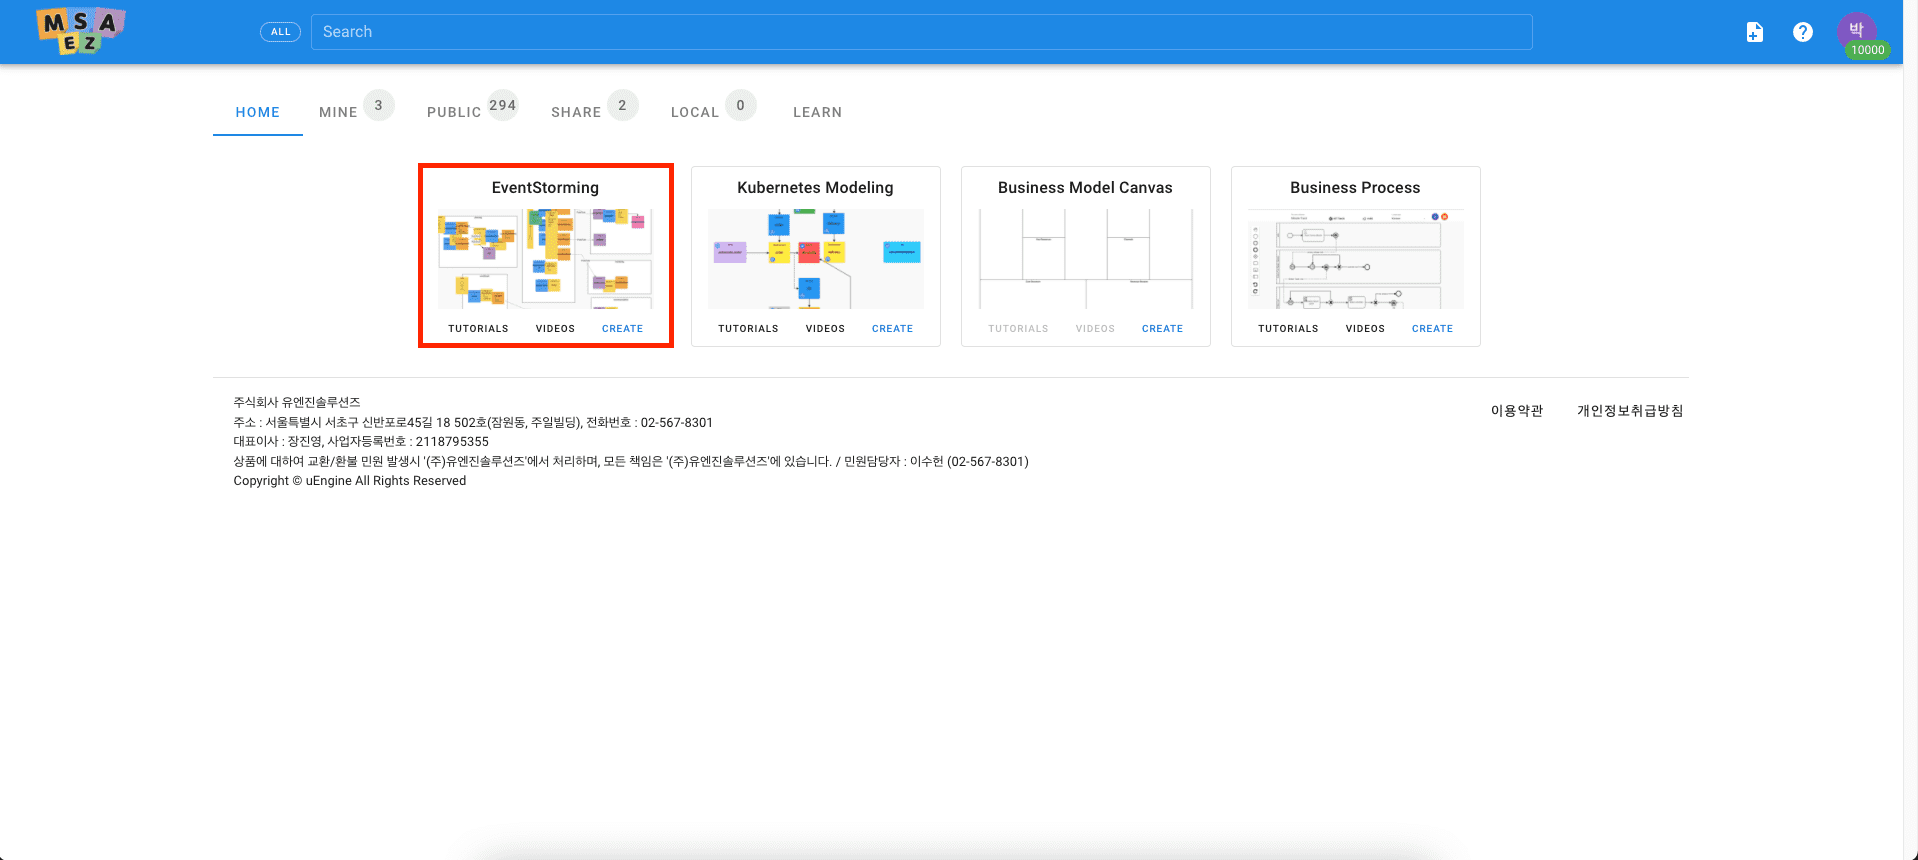 MSA
EZ
ALL
Search
박
10000
HOME
MINE 3
PUBLIC 294
SHARE 2
LOCAL 0
LEARN
EventStorming
TUTORIALS VIDEOS CREATE
Kubernetes Modeling
TUTORIALS VIDEOS CREATE
Business Model Canvas
TUTORIALS VIDEOS CREATE
Business Process
TUTORIALS VIDEOS CREATE
주식회사 유엔진솔루션즈
주소 : 서울특별시 서초구 신반포로45길 18 502호(잠원동, 주일빌딩), 전화번호 : 02-567-8301
대표이사 : 장진영, 사업자등록번호 : 2118795355
상품에 대하여 교환/환불 민원 발생시 '(주)유엔진솔루션즈'에서 처리하며, 모든 책임은 '(주)유엔진솔루션즈'에 있습니다. / 민원담당자 : 이수헌 (02-567-8301)
Copyright © uEngine All Rights Reserved
이용약관
개인정보취급방침